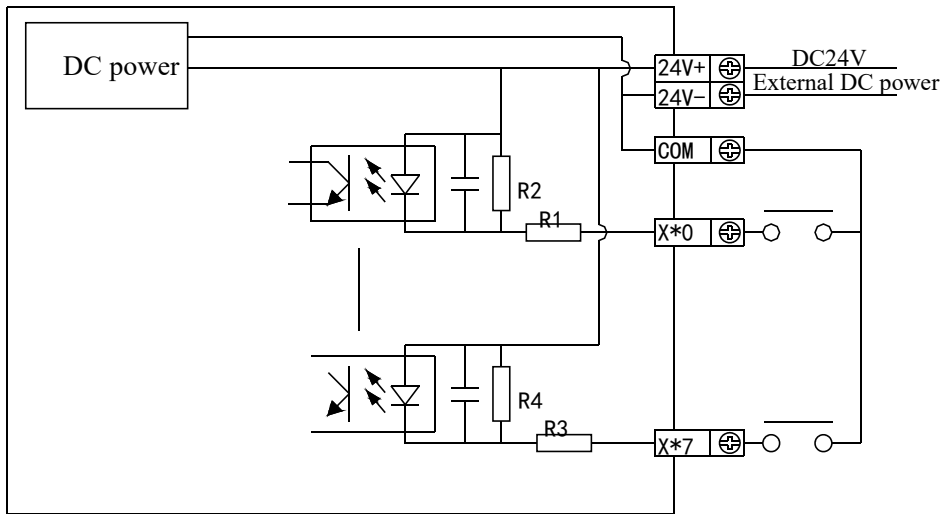 DC power
24V+
DC24V
24V−
External DC power
COM
R2
R1
X*0
R4
R3
X*7